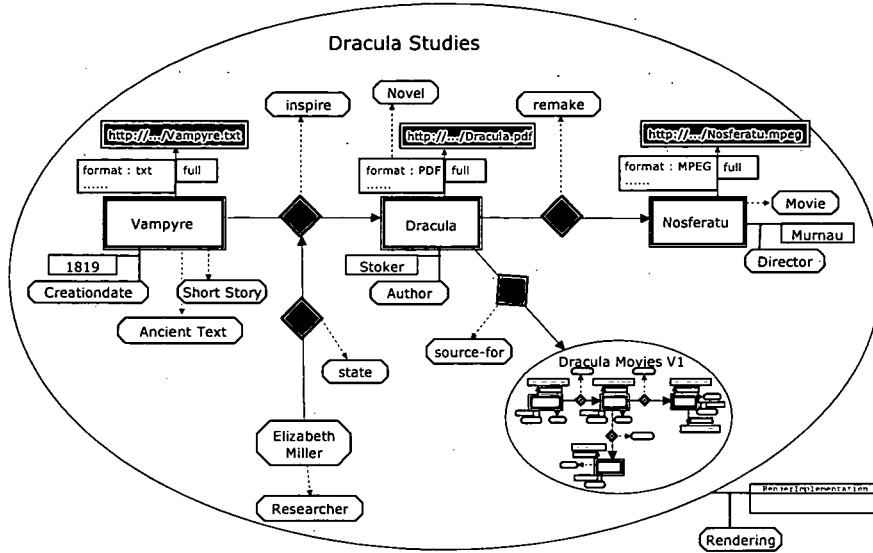 Dracula Studies
inspire
Novel
remake
http://.../Vampyre.txt
http://.../Dracula.pdf
http://.../Nosferatu.mpeg
format : txt
......
full
format : PDF
......
full
format : MPEG
......
full
Vampyre
Dracula
Nosferatu
Movie
Murnau
Director
1819
Creationdate
Short Story
Ancient Text
Stoker
Author
source-for
state
Dracula Movies V1
Elizabeth
Miller
Researcher
RenderImplementation
Rendering